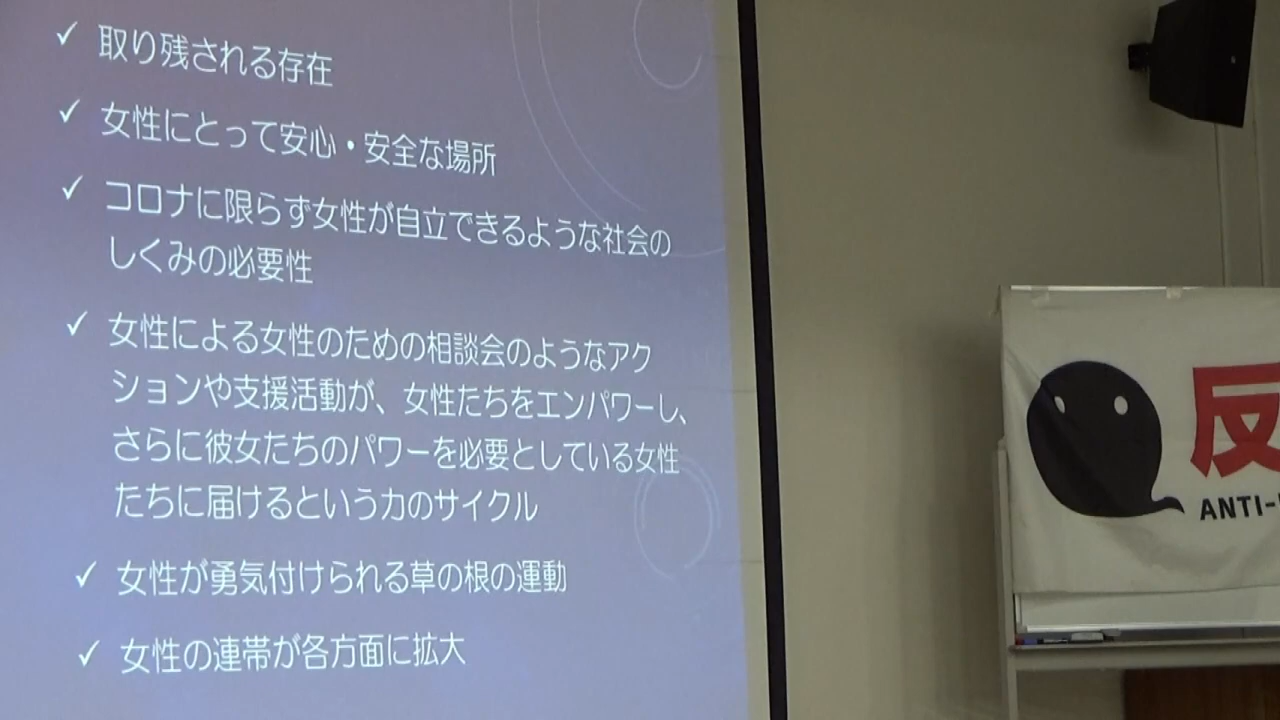 ✓ 取り残される存在
✓ 女性にとって安心・安全な場所
✓ コロナに限らず女性が自立できるような社会の
しくみの必要性
✓ 女性による女性のための相談会のようなアク
ションや支援活動が、女性たちをエンパワーし、
さらに彼女たちのパワーを必要としている女性
たちに届けるという力のサイクル
✓ 女性が勇気付けられる草の根の運動
✓ 女性の連帯が各方面に拡大
反
ANTI-